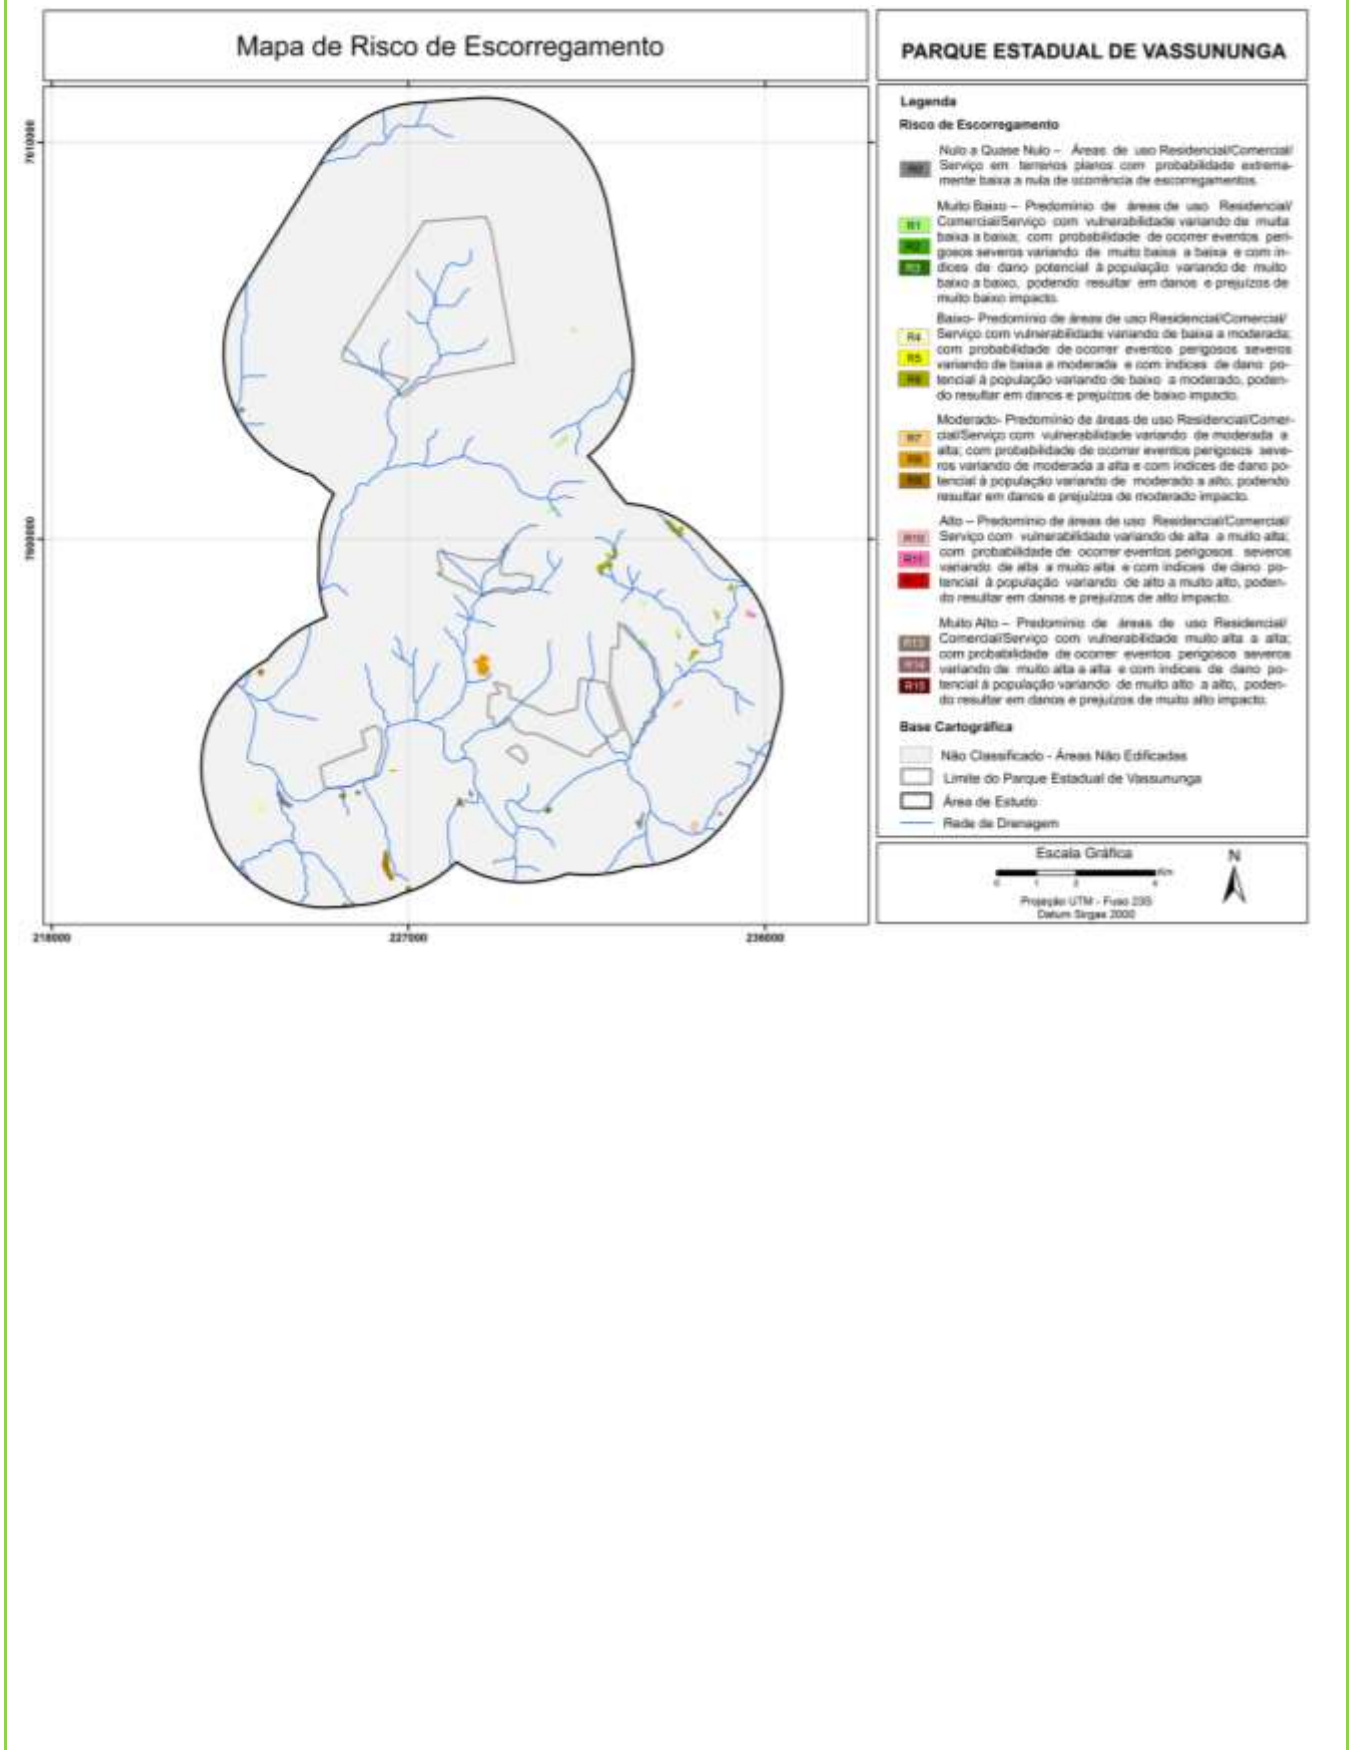 Mapa de Risco de Escorregamento
PARQUE ESTADUAL DE VASSUNUNGA
Legenda
Risco de Escorregamento
R0
Nulo a Quase Nulo – Áreas de uso Residencial/Comercial/
Serviço em terrenos planos com probabilidade extrema-
mente baixa a nula de ocorrência de escorregamentos.
R1
R2
R3
Muito Baixo – Predomínio de áreas de uso Residencial/
Comercial/Serviço com vulnerabilidade variando de muita
baixa a baixa; com probabilidade de ocorrer eventos peri-
gosos severos variando de muito baixa a baixa e com ín-
dices de dano potencial à população variando de muito
baixo a baixo, podendo resultar em danos e prejuízos de
muito baixo impacto.
R4
R5
R6
Baixo- Predomínio de áreas de uso Residencial/Comercial/
Serviço com vulnerabilidade variando de baixa a moderada;
com probabilidade de ocorrer eventos perigosos severos
variando de baixa a moderada e com índices de dano po-
tencial à população variando de baixo a moderado, poden-
do resultar em danos e prejuízos de baixo impacto.
R7
R8
R9
Moderado- Predomínio de áreas de uso Residencial/Comer-
cial/Serviço com vulnerabilidade variando de moderada a
alta; com probabilidade de ocorrer eventos perigosos seve-
ros variando de moderada a alta e com índices de dano po-
tencial à população variando de moderado a alto, podendo
resultar em danos e prejuízos de moderado impacto.
R10
R11
R12
Alto – Predomínio de áreas de uso Residencial/Comercial/
Serviço com vulnerabilidade variando de alta a muito alta;
com probabilidade de ocorrer eventos perigosos severos
variando de alta a muito alta e com índices de dano po-
tencial à população variando de alto a muito alto, poden-
do resultar em danos e prejuízos de alto impacto.
R13
R14
R15
Muito Alto – Predomínio de áreas de uso Residencial/
Comercial/Serviço com vulnerabilidade muito alta a alta;
com probabilidade de ocorrer eventos perigosos severos
variando de muito alta a alta e com índices de dano po-
tencial à população variando de muito alto a alto, poden-
do resultar em danos e prejuízos de muito alto impacto.
Base Cartográfica
Não Classificado - Áreas Não Edificadas
Limite do Parque Estadual de Vassununga
Área de Estudo
Rede de Drenagem
Escala Gráfica
N
Km
0 1 2 4
Projeção UTM - Fuso 23S
Datum Sirgas 2000
7610000
7600000
218000
227000
236000